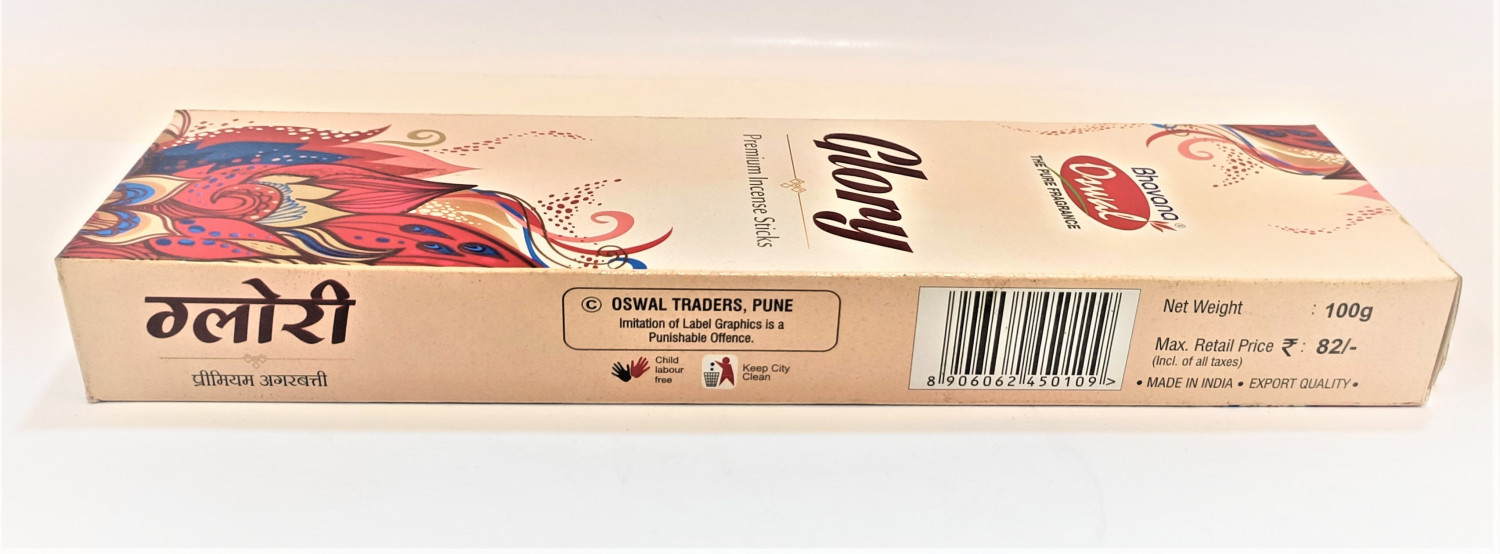 Glory
Premium Incense Sticks
Bhavana®
Oswal
THE PURE FRAGRANCE
ग्लोरी
प्रीमियम अगरबत्ती
© OSWAL TRADERS, PUNE
Imitation of Label Graphics is a
Punishable Offence.
Child
labour
free
Keep City
Clean
8 906062 450109 >
Net Weight : 100g
Max. Retail Price ₹ : 82/-
(Incl. of all taxes)
• MADE IN INDIA • EXPORT QUALITY •